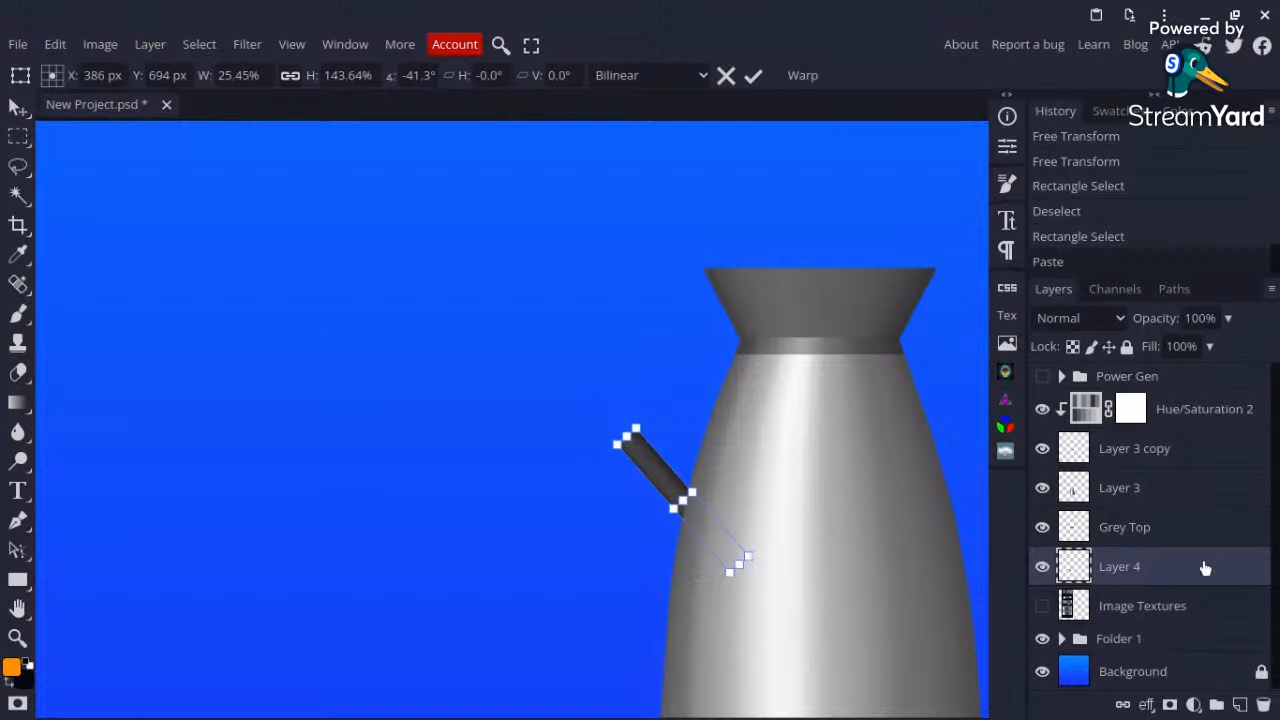 Powered by
StreamYard
File Edit Image Layer Select Filter View Window More Account About Report a bug Learn Blog
X: 386 px Y: 694 px W: 25.45% H: 143.64% -41.3° H: -0.0° V: 0.0° Bilinear Warp
New Project.psd *
History Swatches Color
Free Transform
Free Transform
Rectangle Select
Deselect
Rectangle Select
Paste
Layers Channels Paths
Normal Opacity: 100%
Lock: Fill: 100%
Power Gen
Hue/Saturation 2
Layer 3 copy
Layer 3
Grey Top
Layer 4
Image Textures
Folder 1
Background
CSS
Tex
eff